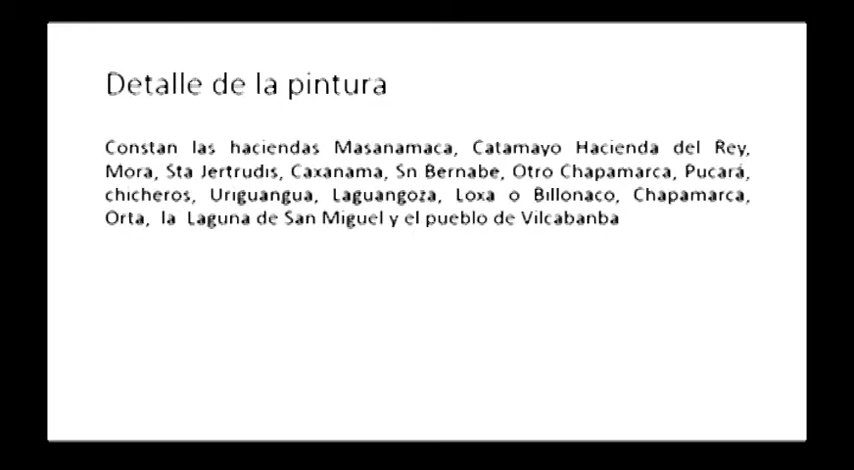 Detalle de la pintura
Constan las haciendas Masanamaca, Catamayo Hacienda del Rey,
Mora, Sta Jertrudis, Caxanama, Sn Bernabe, Otro Chapamarca, Pucará,
chicheros, Uriguangua, Laguangoza, Loxa o Billonaco, Chapamarca,
Orta, la Laguna de San Miguel y el pueblo de Vilcabanba